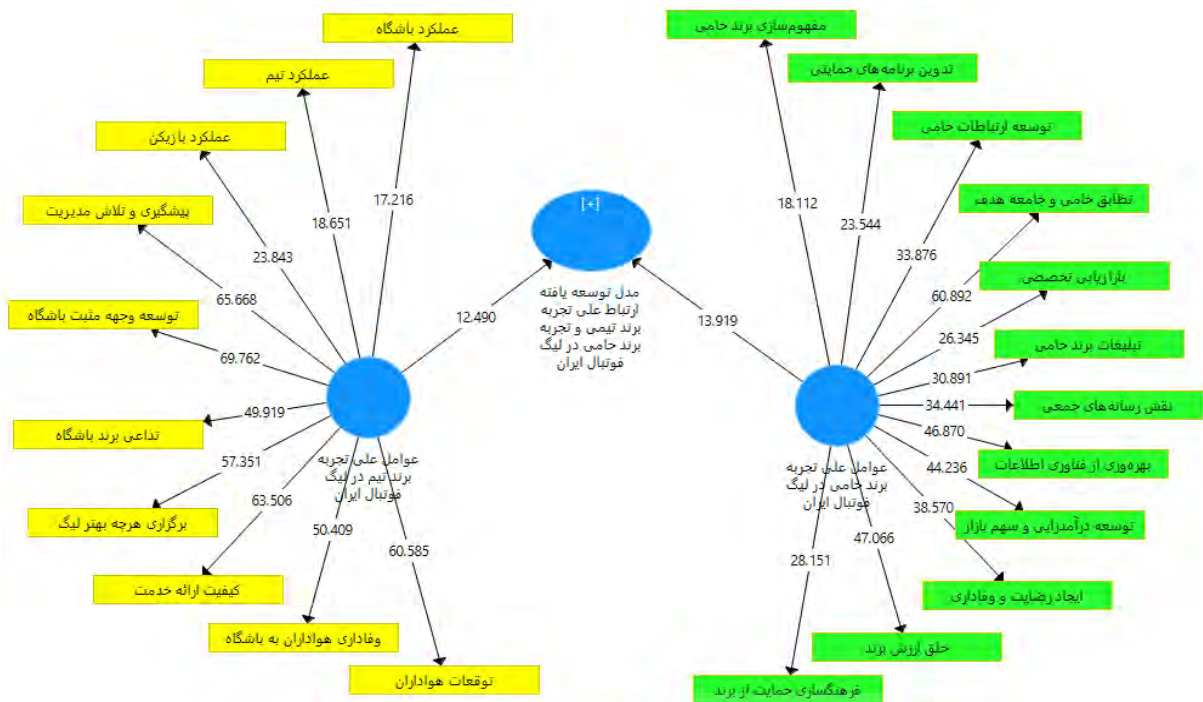 عملکرد باشگاه
عملکرد تیم
عملکرد بازیکن
پیشگیری و تلاش مدیریت
توسعه وجهه مثبت باشگاه
تداعی برند باشگاه
برگزاری هرچه بهتر لیگ
کیفیت ارائه خدمت
وفاداری هواداران به باشگاه
توقعات هواداران
17.216
18.651
23.843
65.668
69.762
49.919
57.351
63.506
50.409
60.585
عوامل علی تجربه
برند تیم در لیگ
فوتبال ایران
12.490
[+]
مدل توسعه یافته
ارتباط علی تجربه
برند تیمی و تجربه
برند حامی در لیگ
فوتبال ایران
13.919
عوامل علی تجربه
برند حامی در لیگ
فوتبال ایران
18.112
23.544
33.876
60.892
26.345
30.891
34.441
46.870
44.236
38.570
47.066
28.151
مفهوم‌سازی برند حامی
تدوین برنامه‌های حمایتی
توسعه ارتباطات حامی
تطابق حامی و جامعه هدف
بازاریابی تخصصی
تبلیغات برند حامی
نقش رسانه‌های جمعی
بهره‌وری از فناوری اطلاعات
توسعه درآمدزایی و سهم بازار
ایجاد رضایت و وفاداری
خلق ارزش برند
فرهنگسازی حمایت از برند